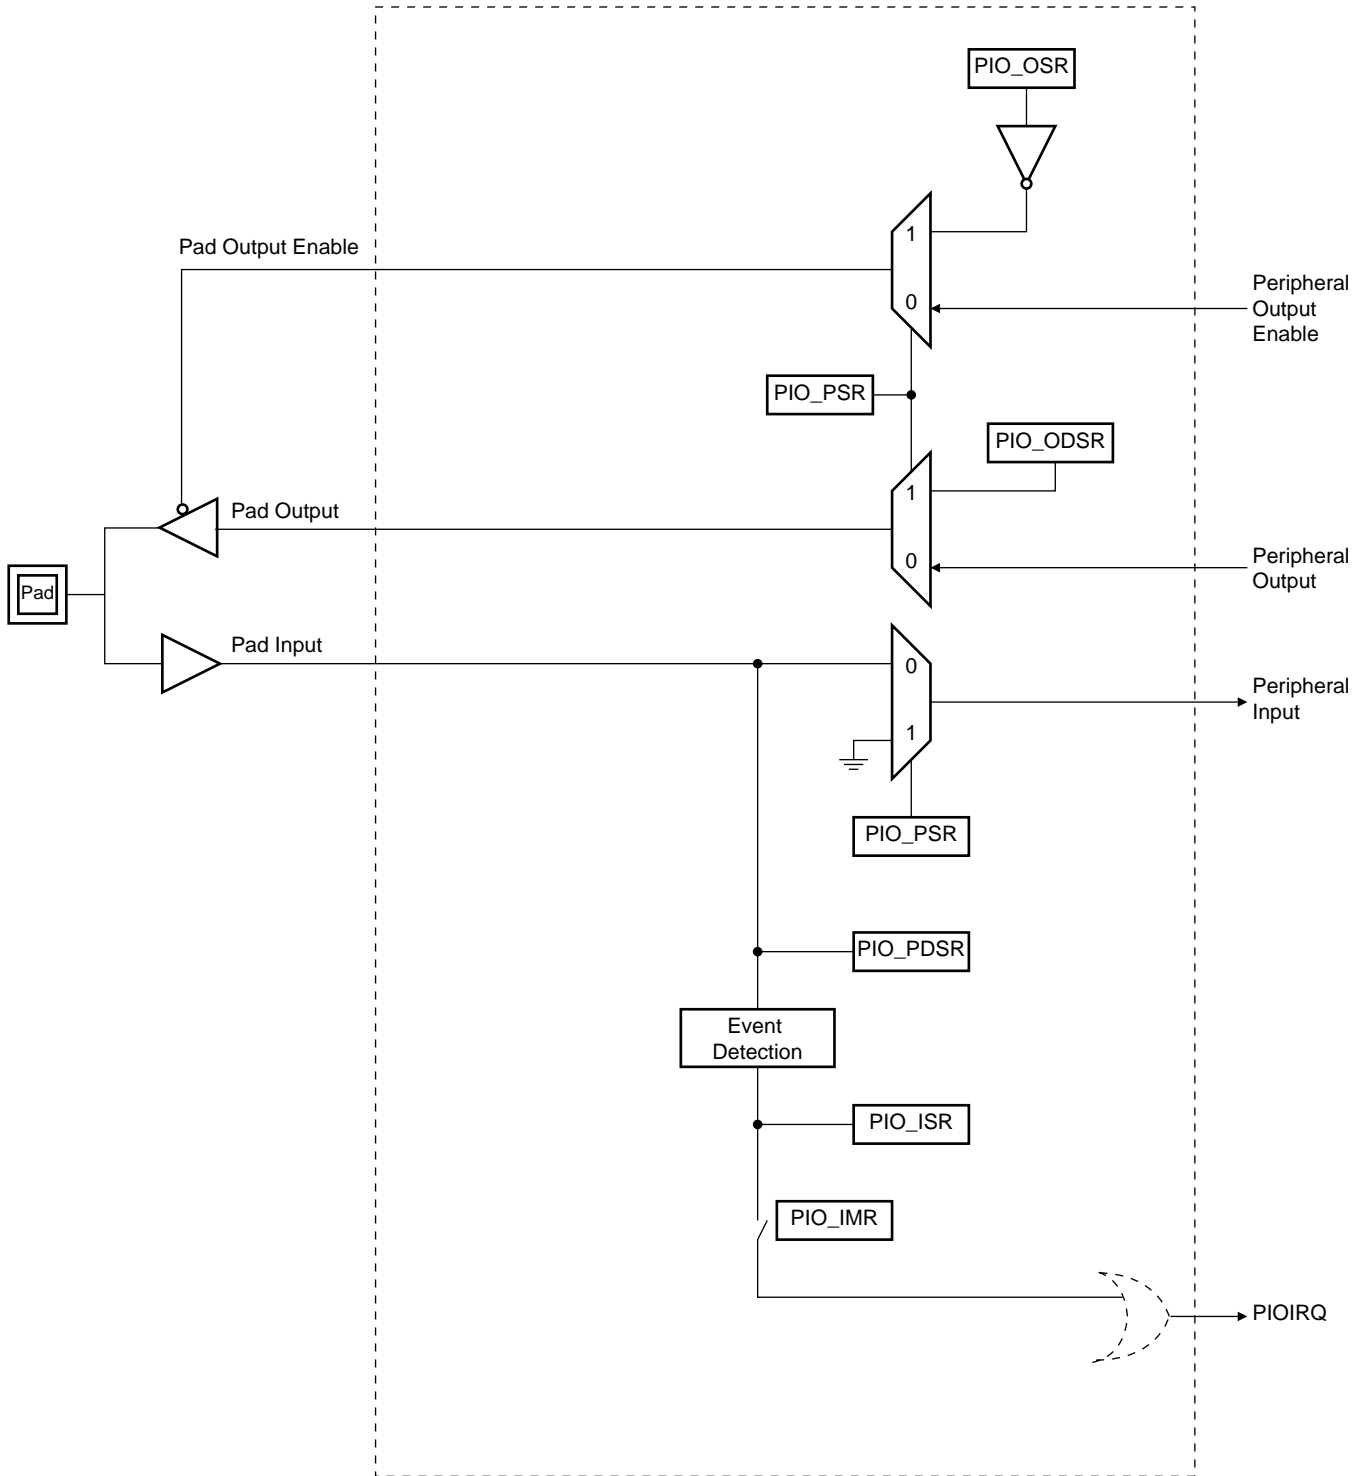 PIO_OSR
1
Pad Output Enable
0
Peripheral
Output
Enable
PIO_PSR
PIO_ODSR
1
Pad Output
0
Peripheral
Output
Pad
Pad Input
0
Peripheral
Input
1
PIO_PSR
PIO_PDSR
Event
Detection
PIO_ISR
PIO_IMR
PIOIRQ